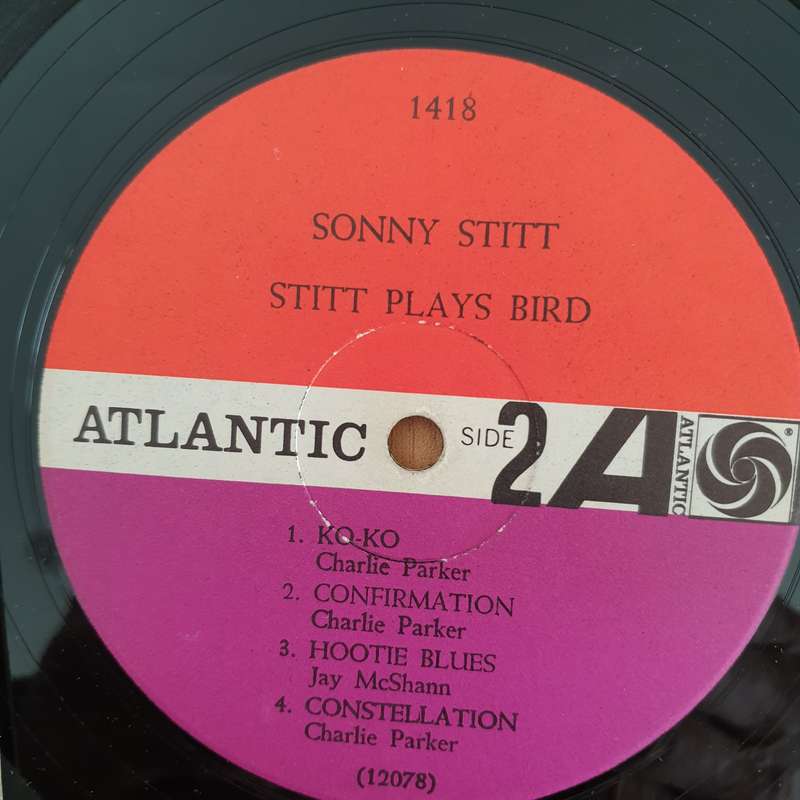 1418
SONNY STITT
STITT PLAYS BIRD
ATLANTIC SIDE 2 A ATLANTIC ®
1. KO-KO
Charlie Parker
2. CONFIRMATION
Charlie Parker
3. HOOTIE BLUES
Jay McShann
4. CONSTELLATION
Charlie Parker
(12078)